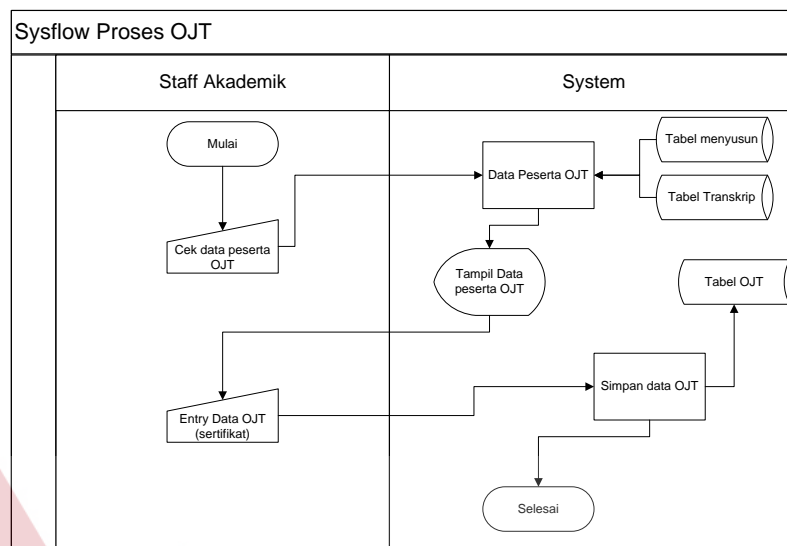 Sysflow Proses OJT
Staff Akademik
System
Mulai
Tabel menyusun
Data Peserta OJT
Tabel Transkrip
Cek data peserta
OJT
Tampil Data
peserta OJT
Tabel OJT
Simpan data OJT
Entry Data OJT
(sertifikat)
Selesai